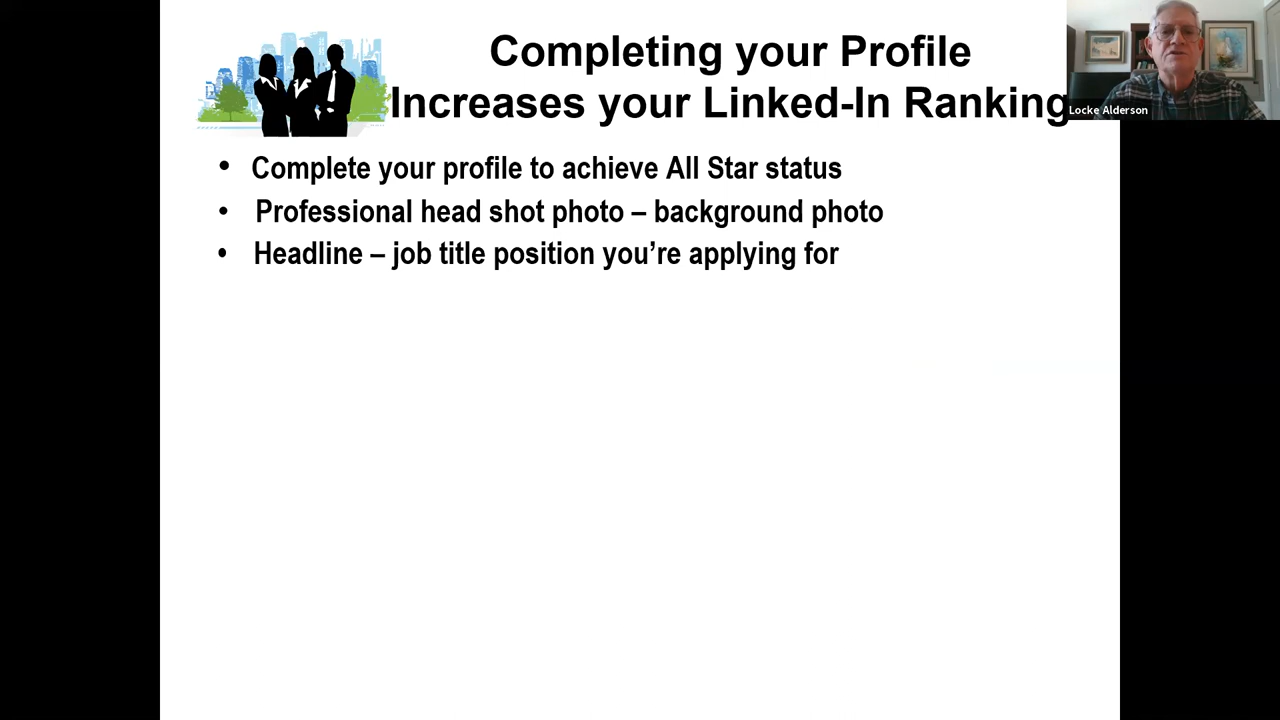 Completing your Profile
Increases your Linked-In Ranking
Locke Alderson
• Complete your profile to achieve All Star status
• Professional head shot photo – background photo
• Headline – job title position you’re applying for